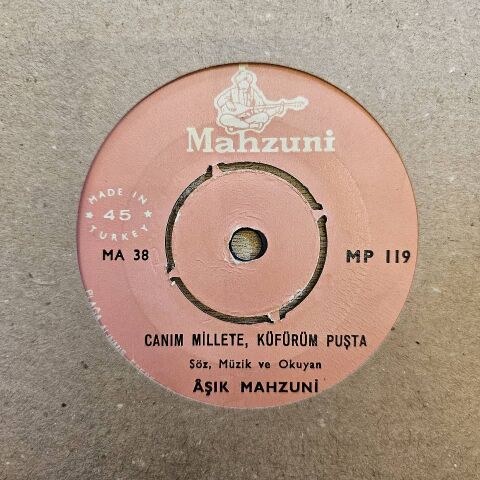 Mahzuni
MADE IN
45
TURKEY
MA 38
MP 119
CANIM MİLLETE, KÜFÜRÜM PUŞTA
Söz, Müzik ve Okuyan
ÂŞIK MAHZUNİ